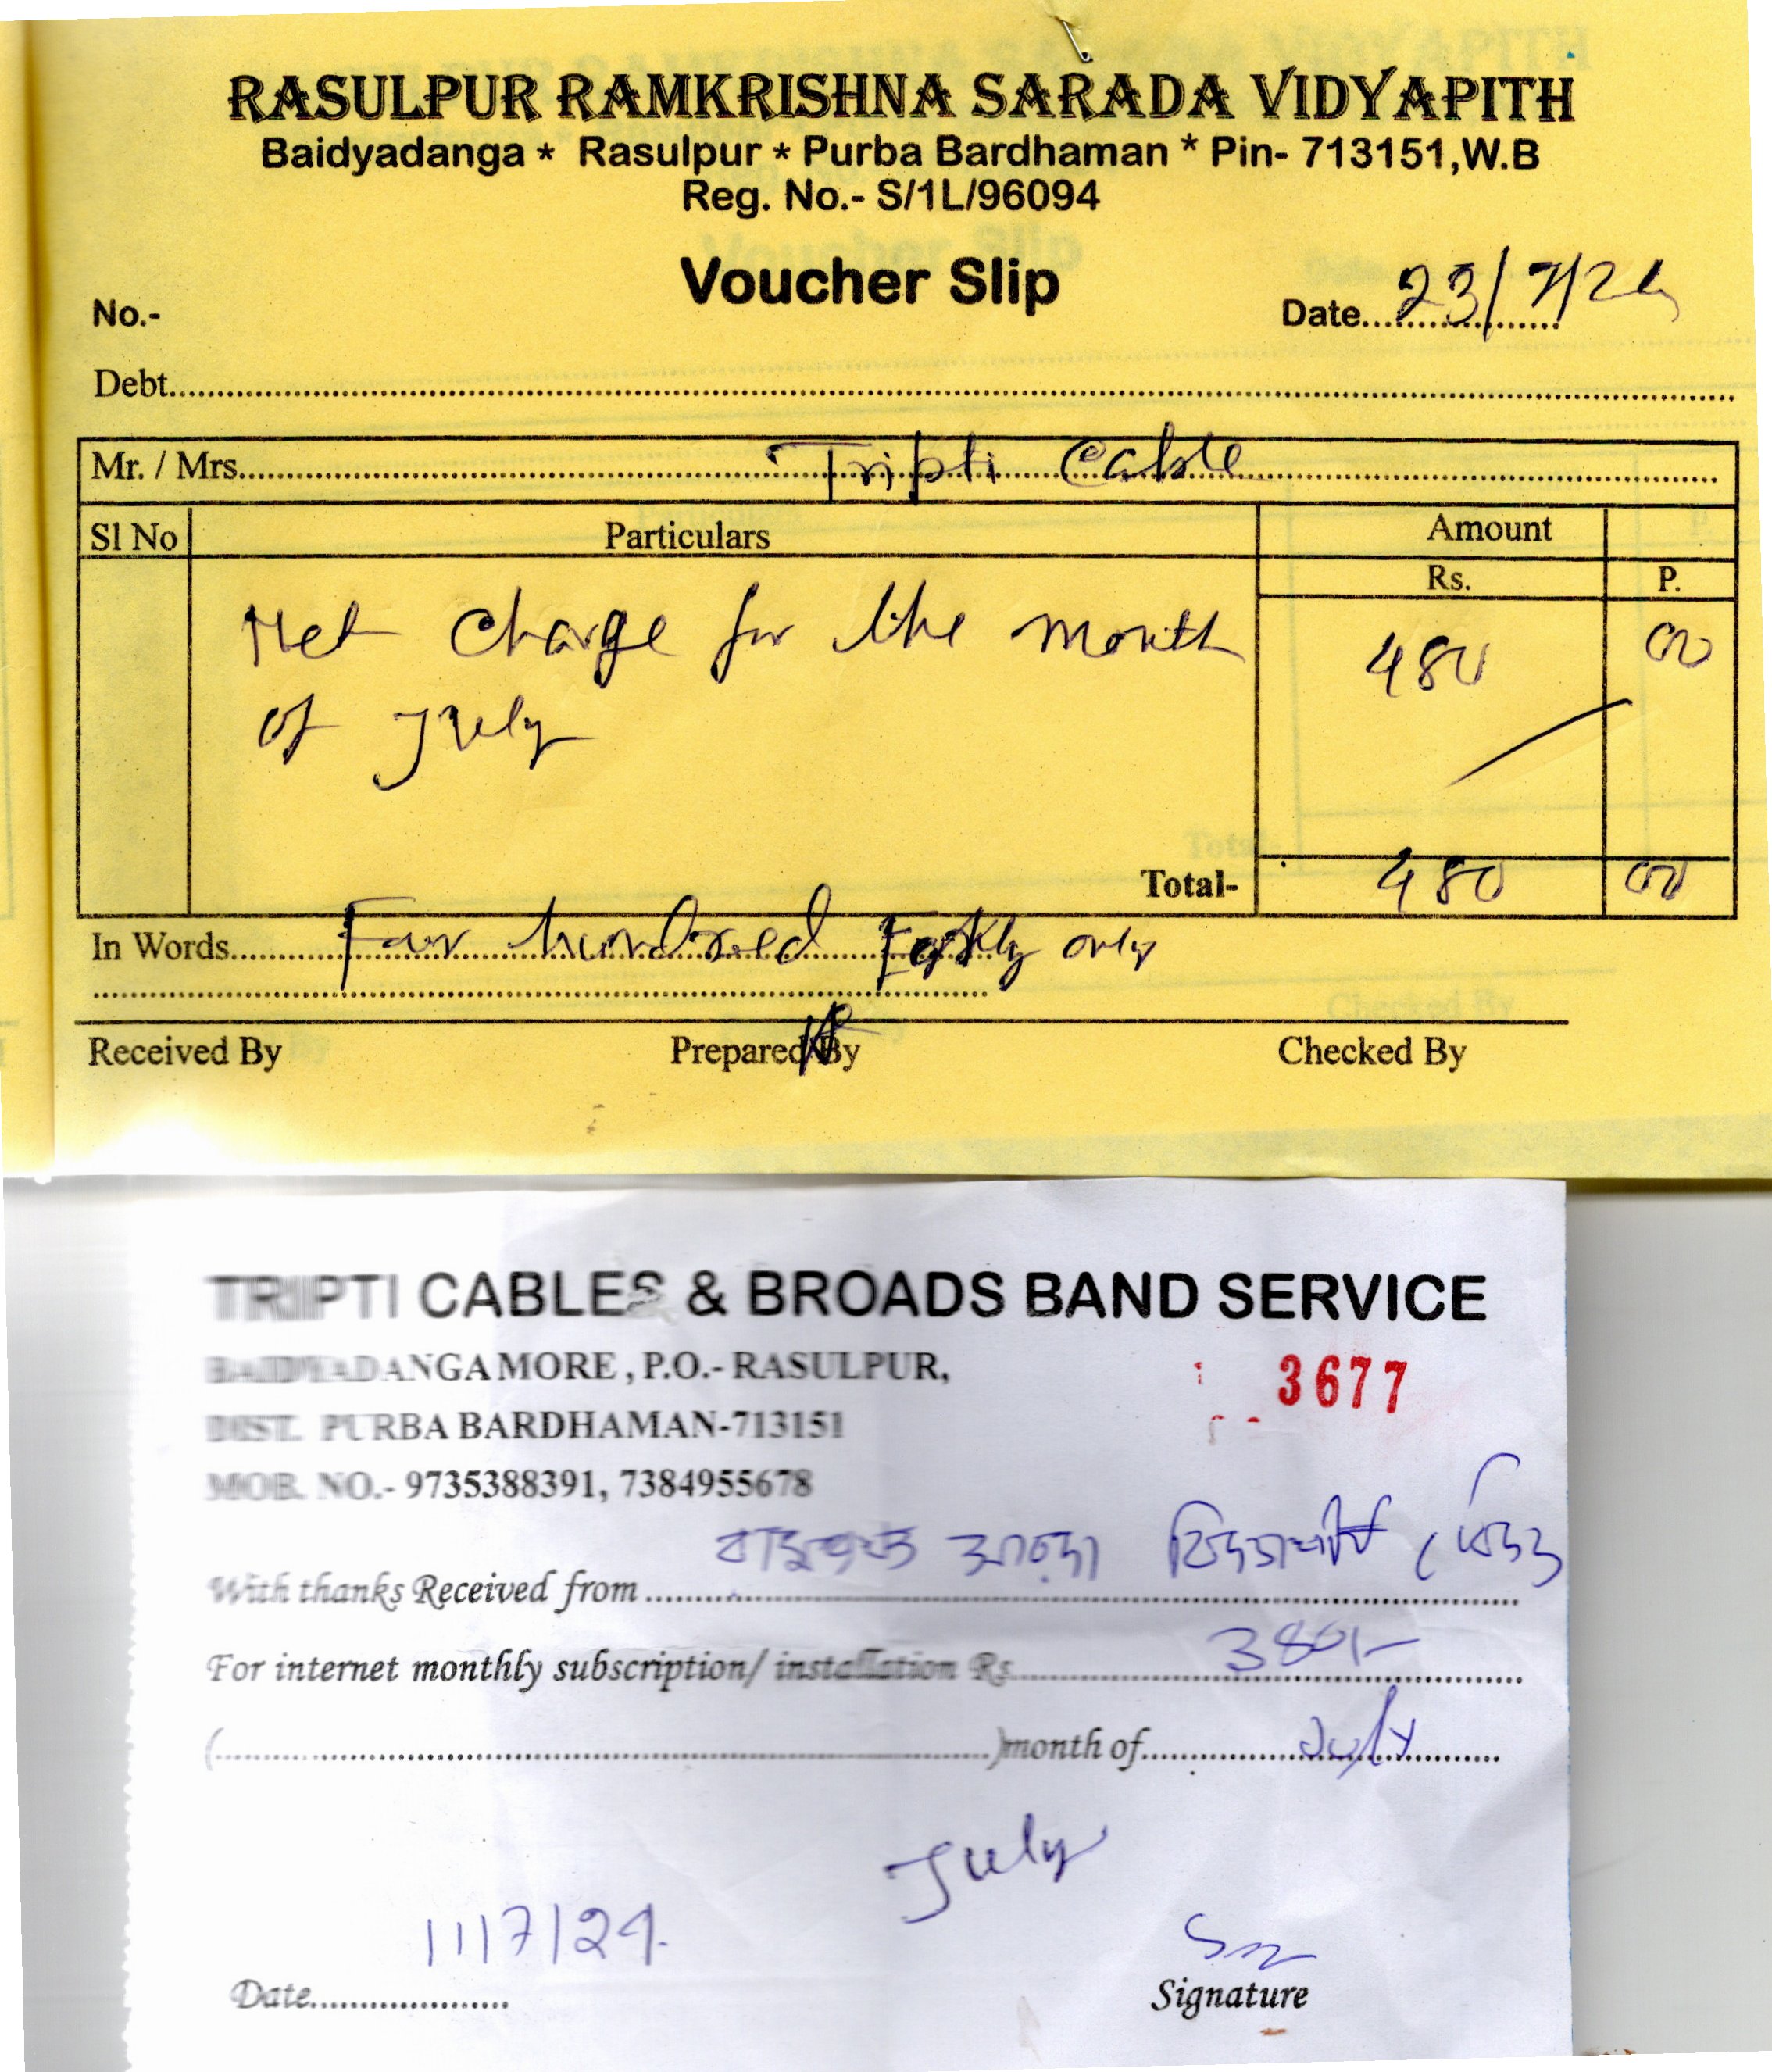 RASULPUR RAMKRISHNA SARADA VIDYAPITH
Baidyadanga * Rasulpur * Purba Bardhaman * Pin- 713151,W.B
Reg. No.- S/1L/96094
Voucher Slip
No.-
Date 23/7/24
Debt
Mr. / Mrs. Tripti Cable
Sl No Particulars Amount
Rs. P.
Net charge for the month 480 00
of July
Total- 480 00
In Words Four hundred Eighty only
Received By Prepared By Checked By
TRIPTI CABLES & BROADS BAND SERVICE
BAIDYADANGA MORE , P.O.- RASULPUR,
3677
DIST. PURBA BARDHAMAN-713151
MOB. NO.- 9735388391, 7384955678
With thanks Received from
For internet monthly subscription/ installation Rs
( )month of July
July
11/7/24
Date
Signature